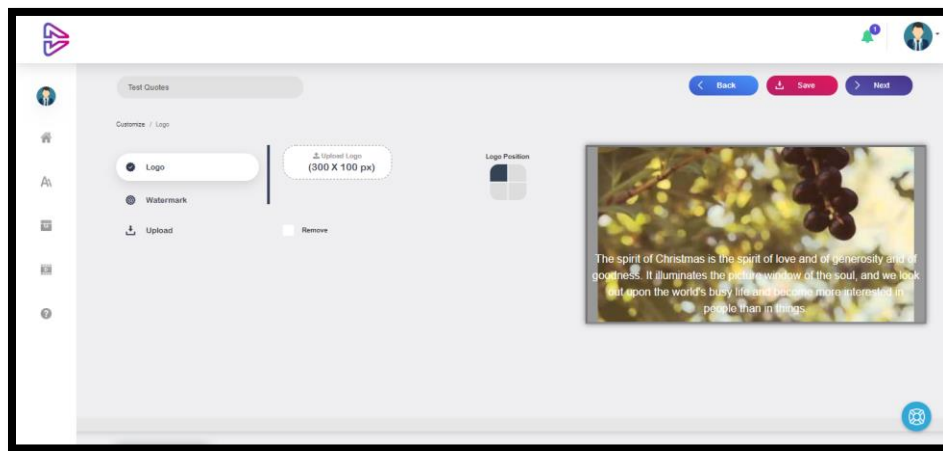 1
Test Quotes
Back
Save
Next
Customize / Logo
Logo
Watermark
Upload
Upload Logo
(300 X 100 px)
Remove
Logo Position
The spirit of Christmas is the spirit of love and of generosity and of
goodness. It illuminates the picture window of the soul, and we look
out upon the world's busy life and become more interested in
people than in things.